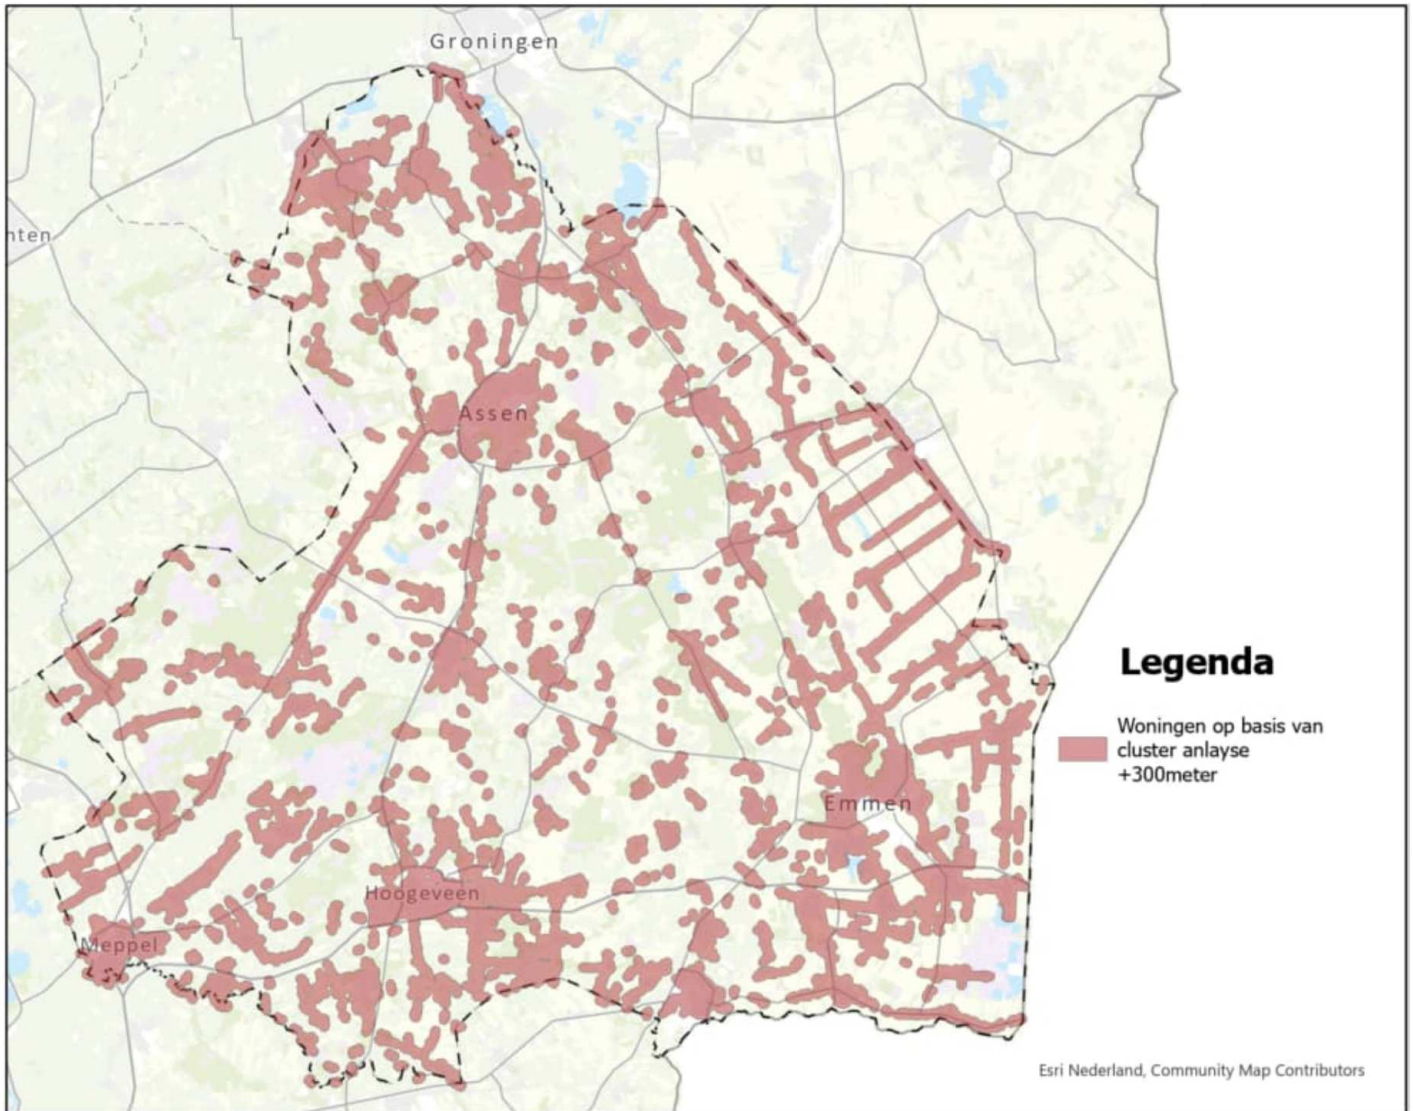 Groningen
nten
Assen
Legenda
Woningen op basis van
cluster anlayse
+300meter
Emmen
Hoogeveen
Meppel
Esri Nederland, Community Map Contributors